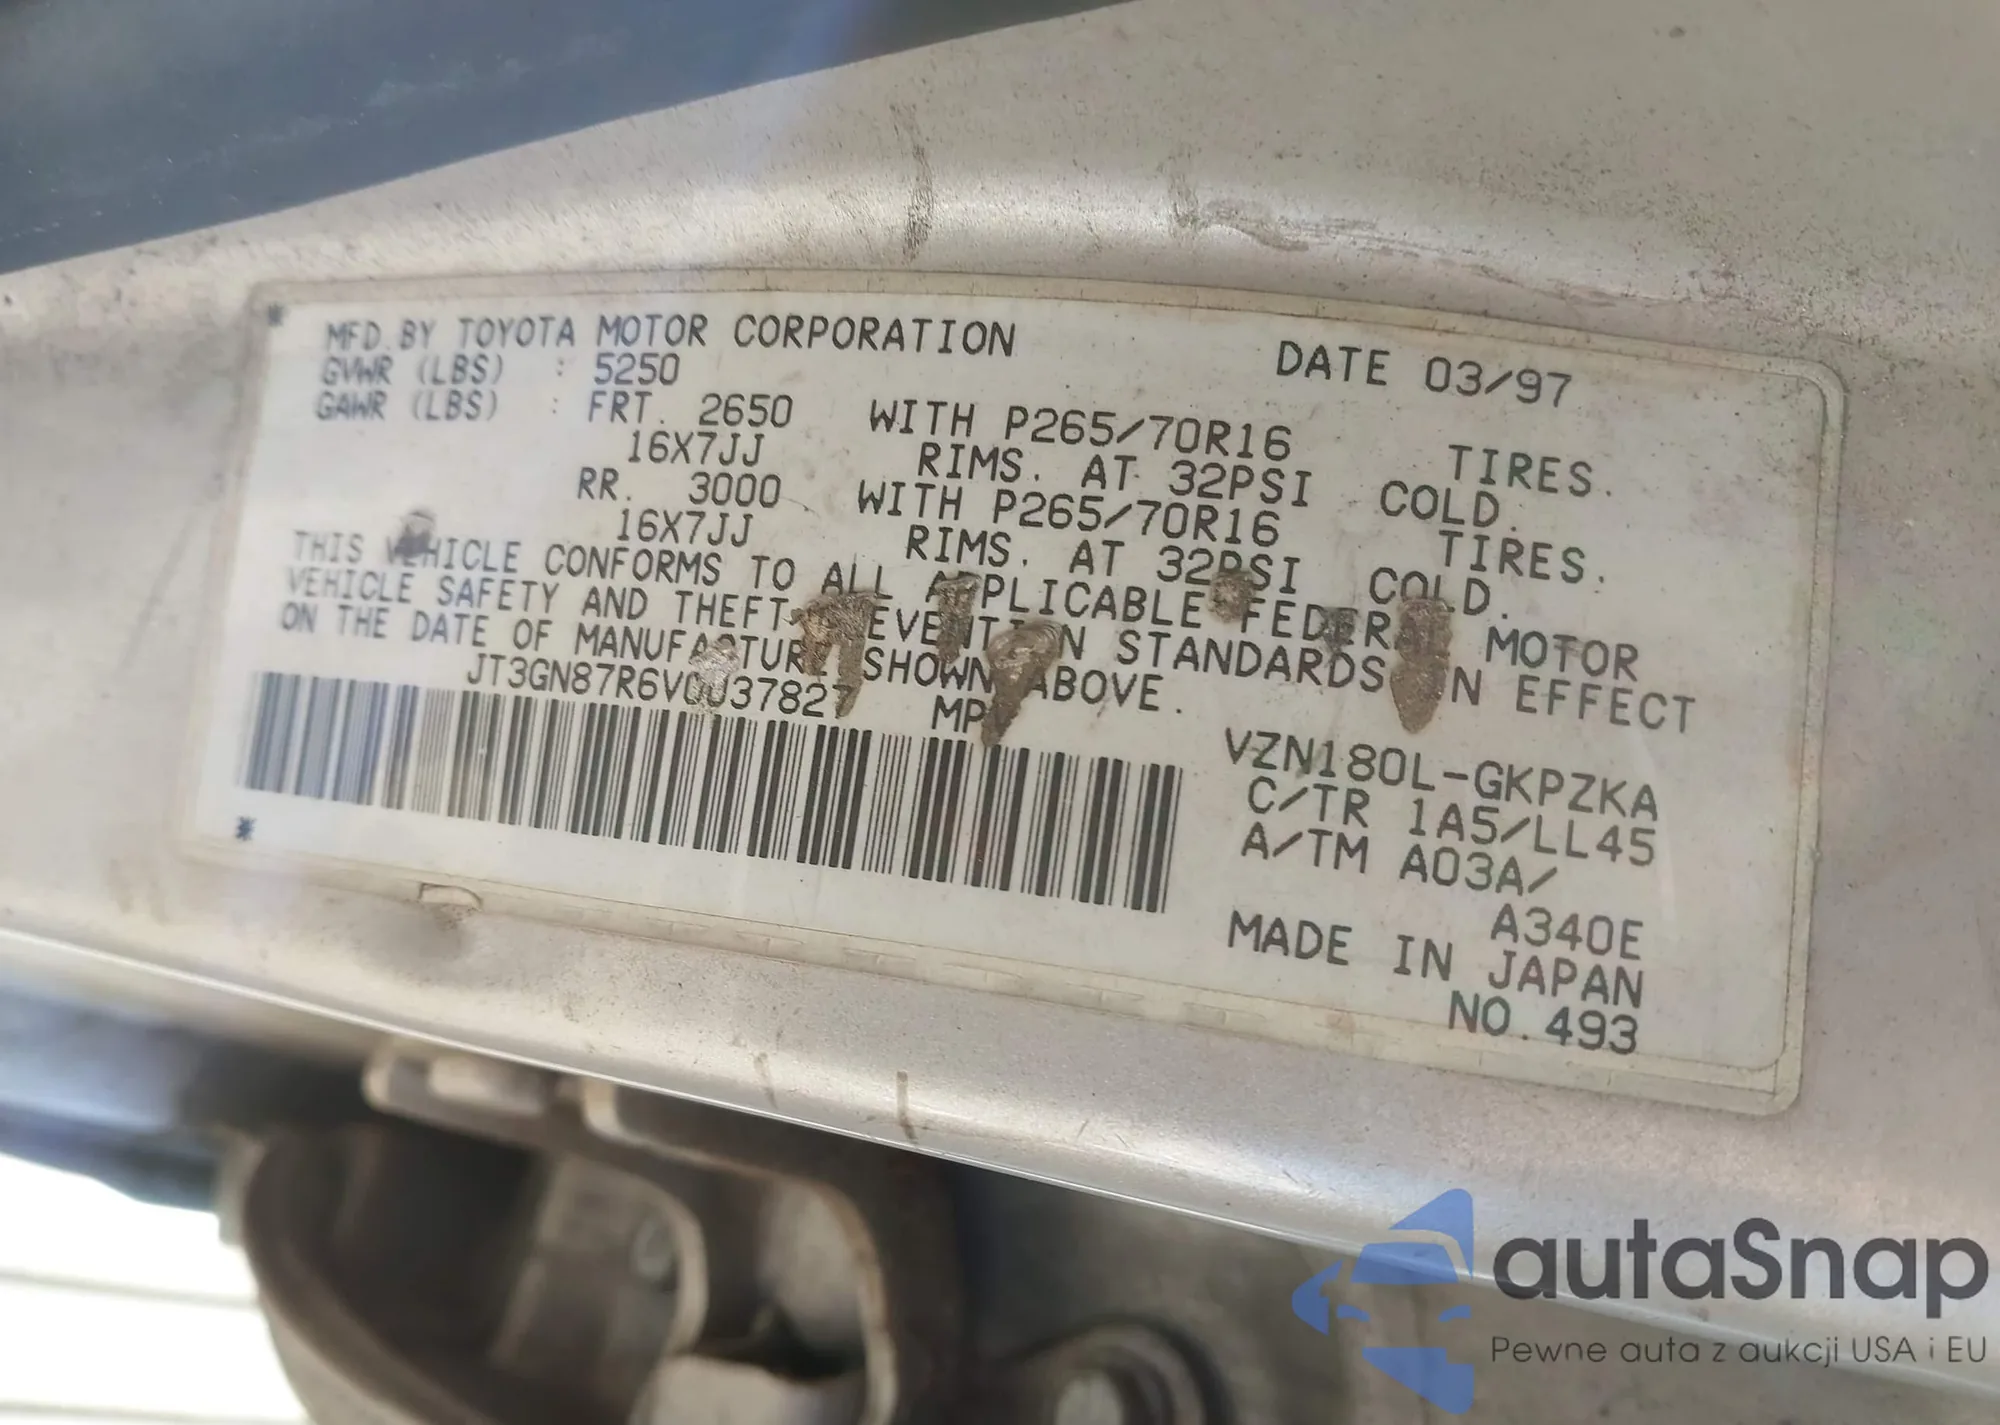 MFD. BY TOYOTA MOTOR CORPORATION DATE 03/97
GVWR (LBS) : 5250
GAWR (LBS) : FRT. 2650 WITH P265/70R16 TIRES.
16X7JJ RIMS. AT 32PSI COLD.
RR. 3000 WITH P265/70R16 TIRES.
16X7JJ RIMS. AT 32PSI COLD.
THIS VEHICLE CONFORMS TO ALL APPLICABLE FEDERAL MOTOR
VEHICLE SAFETY AND THEFT PREVENTION STANDARDS IN EFFECT
ON THE DATE OF MANUFACTURE SHOWN ABOVE.
JT3GN87R6V0037827 MPV
VZN180L-GKPZKA
C/TR 1A5/LL45
A/TM A03A/
A340E
MADE IN JAPAN
NO.493
autaSnap
Pewne auta z aukcji USA i EU